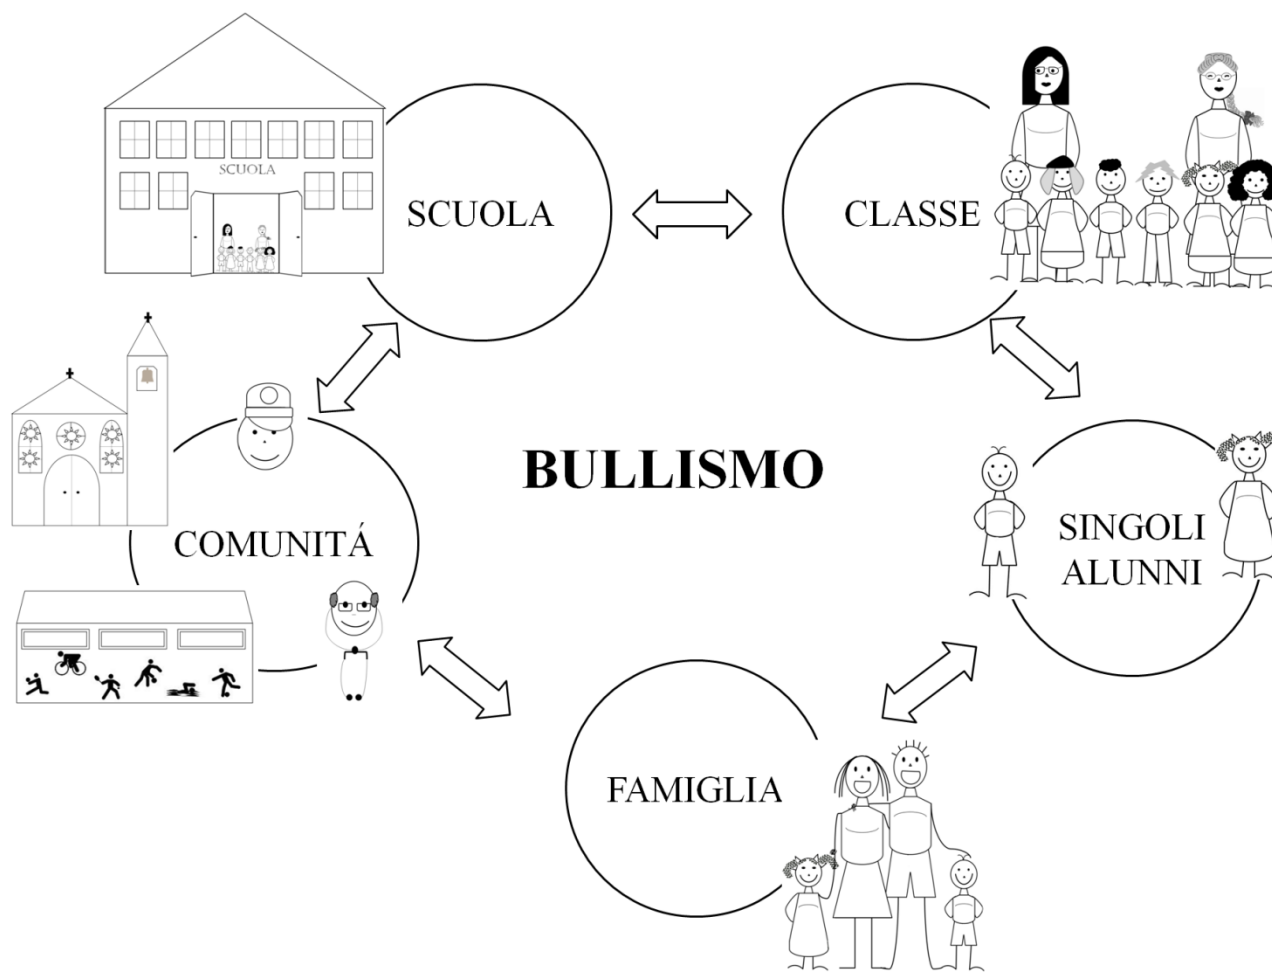 SCUOLA
SCUOLA
CLASSE
BULLISMO
COMUNITÁ
SINGOLI
ALUNNI
FAMIGLIA